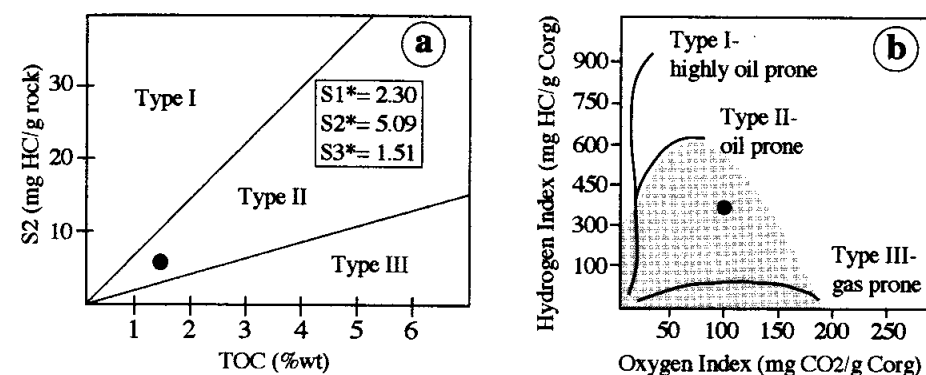 a
S2 (mg HC/g rock)
30
20
10
Type I
S1*= 2.30
S2*= 5.09
S3*= 1.51
Type II
Type III
1 2 3 4 5 6
TOC (%wt)
b
Hydrogen Index (mg HC/g Corg)
900
750
600
450
300
100
Type I-
highly oil prone
Type II-
oil prone
Type III-
gas prone
50 100 150 200 250
Oxygen Index (mg CO2/g Corg)